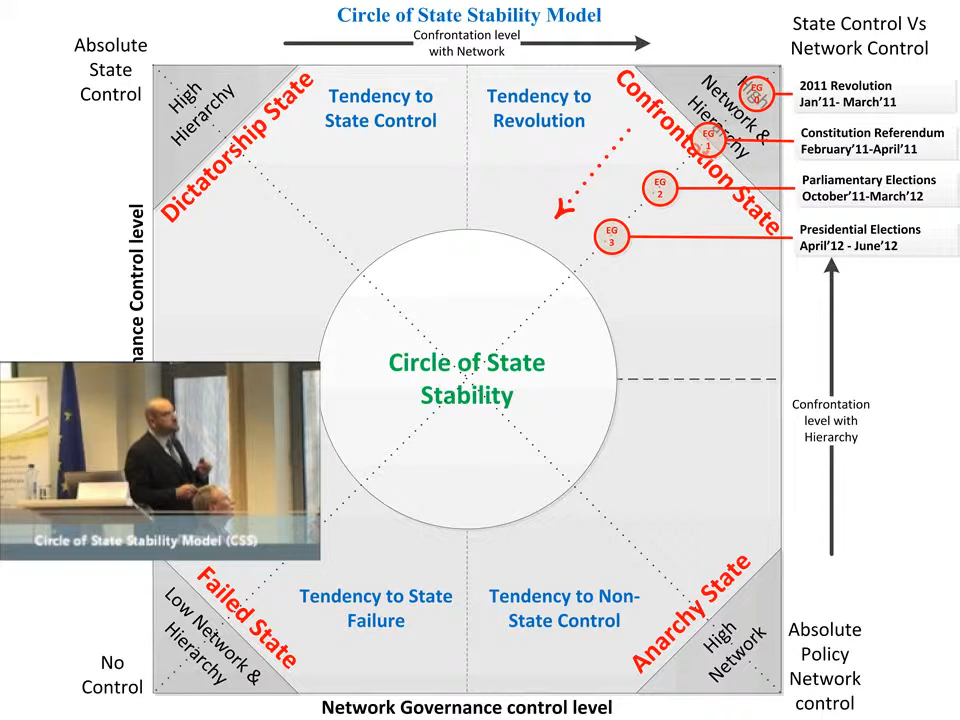 Circle of State Stability Model
Confrontation level
with Network
State Control Vs
Network Control
Absolute
State
Control
High
Hierarchy
Dictatorship State
Tendency to
State Control
Tendency to
Revolution
Confrontation State
High
Network &
Hierarchy
EG
EG
1
EG
2
EG
3
2011 Revolution
Jan'11- March'11
Constitution Referendum
February'11-April'11
Parliamentary Elections
October'11-March'12
Presidential Elections
April'12 - June'12
Control level
Circle of State
Stability
Confrontation
level with
Hierarchy
Circle of State Stability Model (CSS)
Failed State
Low Network &
Hierarchy
Tendency to State
Failure
Tendency to Non-
State Control
Anarchy State
High
Network
No
Control
Absolute
Policy
Network
control
Network Governance control level